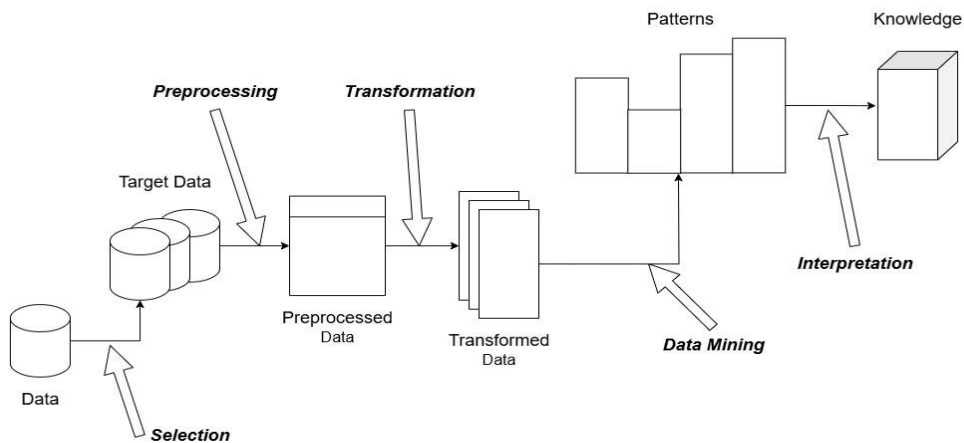 Patterns
Knowledge
Preprocessing
Transformation
Target Data
Interpretation
Preprocessed
Data
Transformed
Data
Data Mining
Data
Selection